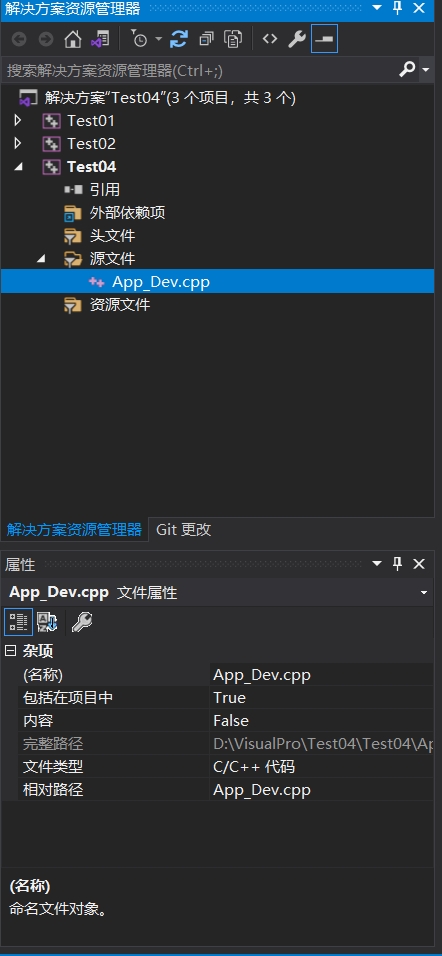 解决方案资源管理器
搜索解决方案资源管理器(Ctrl+;)
解决方案"Test04"(3 个项目，共 3 个)
Test01
Test02
Test04
引用
外部依赖项
头文件
源文件
App_Dev.cpp
资源文件
解决方案资源管理器 Git 更改
属性
App_Dev.cpp 文件属性
杂项
(名称) App_Dev.cpp
包括在项目中 True
内容 False
完整路径 D:\VisualPro\Test04\Test04\Ap
文件类型 C/C++ 代码
相对路径 App_Dev.cpp
(名称)
命名文件对象。